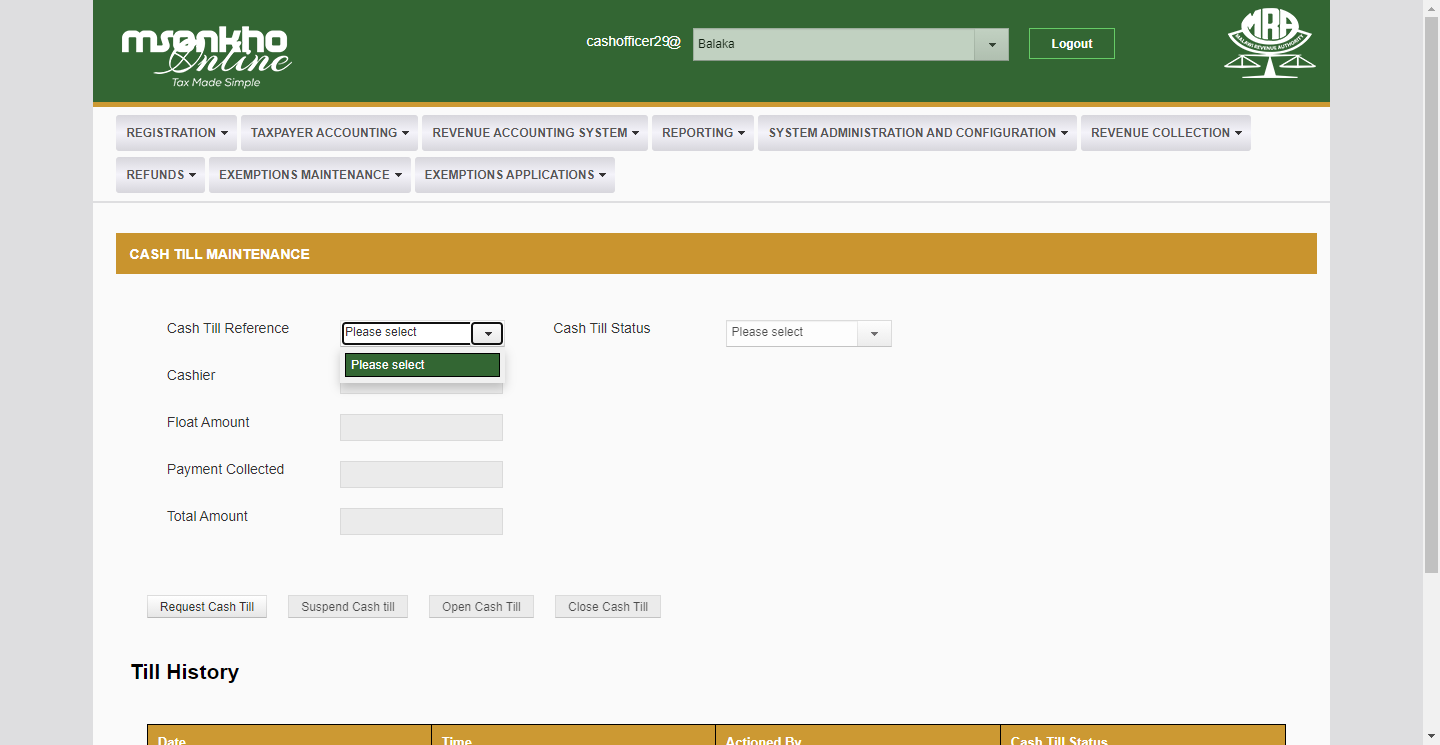 msonkho
Online
Tax Made Simple
cashofficer29@
Balaka
Logout
MRA
MALAWI REVENUE AUTHORITY
REGISTRATION
TAXPAYER ACCOUNTING
REVENUE ACCOUNTING SYSTEM
REPORTING
SYSTEM ADMINISTRATION AND CONFIGURATION
REVENUE COLLECTION
REFUNDS
EXEMPTIONS MAINTENANCE
EXEMPTIONS APPLICATIONS
CASH TILL MAINTENANCE
Cash Till Reference
Please select
Cash Till Status
Please select
Please select
Cashier
Float Amount
Payment Collected
Total Amount
Request Cash Till
Suspend Cash till
Open Cash Till
Close Cash Till
Till History
Date
Time
Actioned By
Cash Till Status